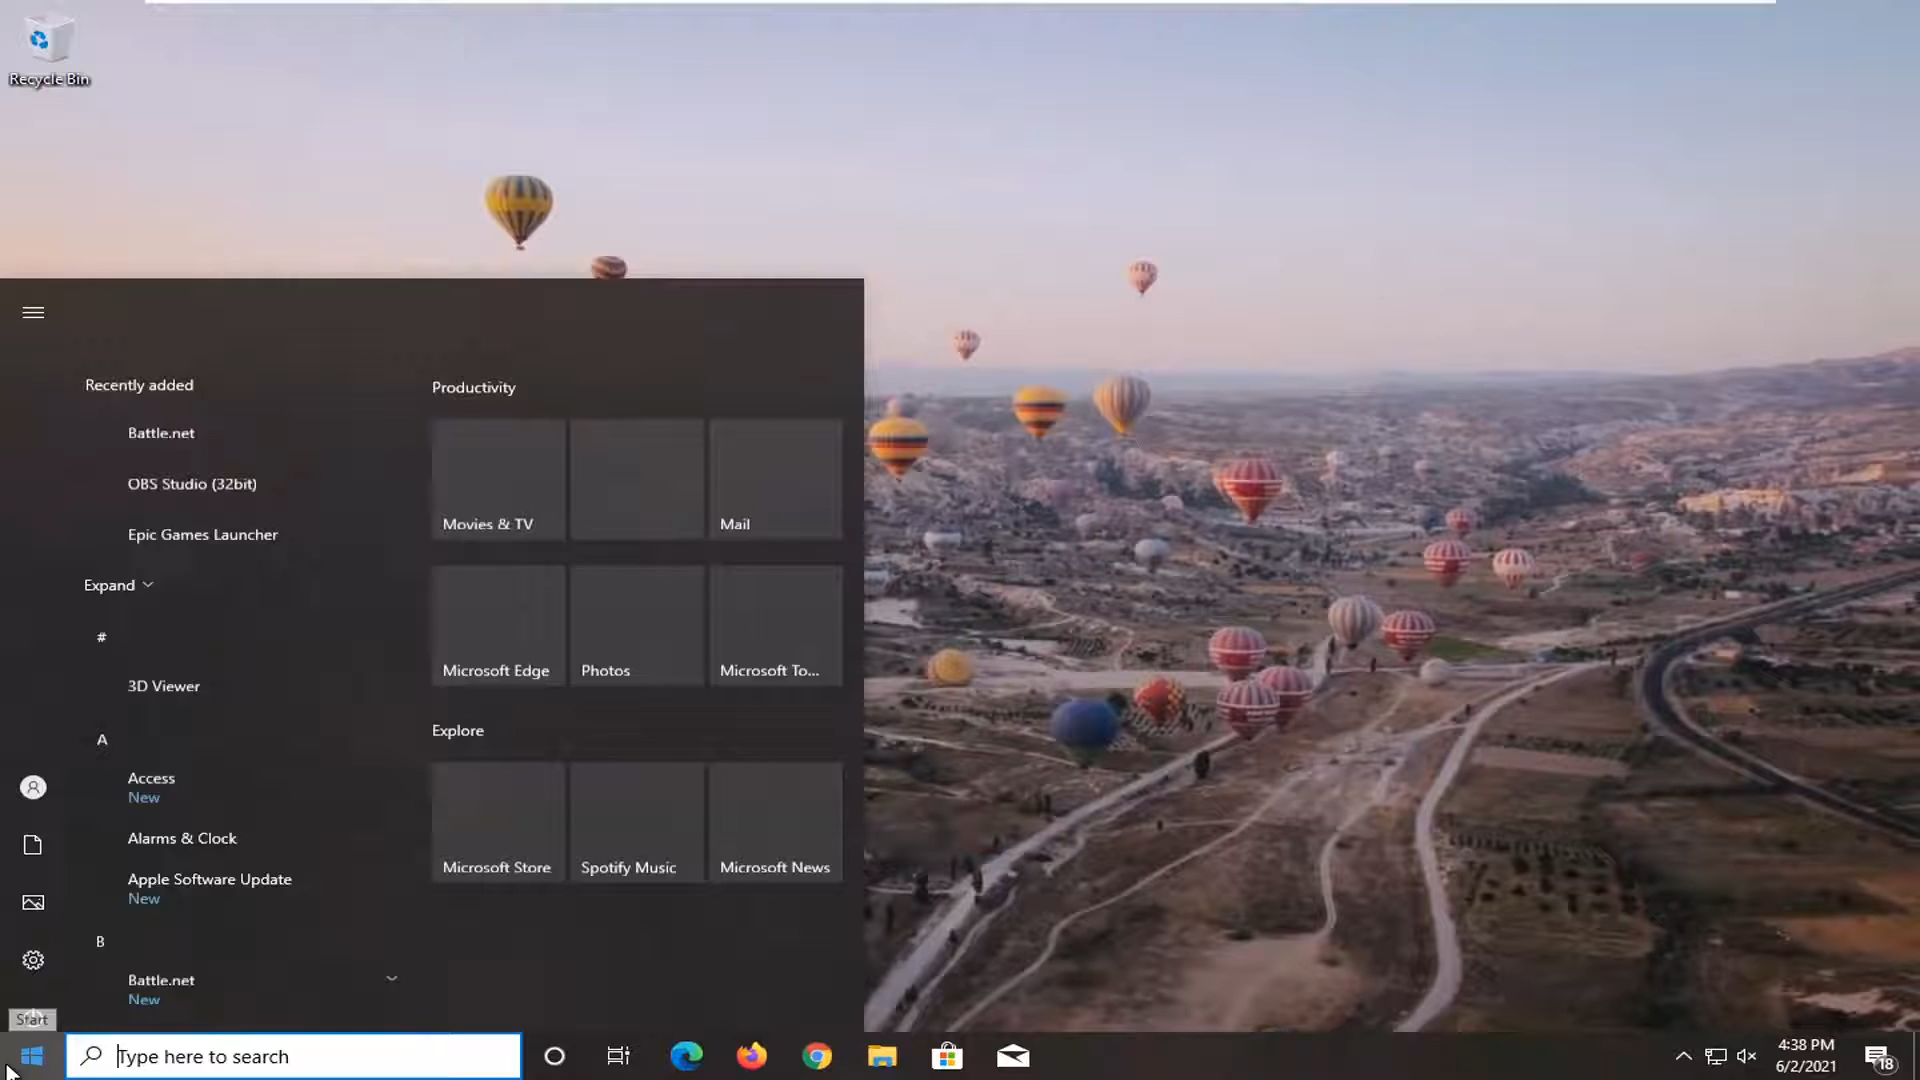 Recycle Bin
Recently added
Battle.net
OBS Studio (32bit)
Epic Games Launcher
Expand
#
3D Viewer
A
Access
New
Alarms & Clock
Apple Software Update
New
B
Battle.net
New
Productivity
Movies & TV
Mail
Microsoft Edge
Photos
Microsoft To...
Explore
Microsoft Store
Spotify Music
Microsoft News
Start
Type here to search
4:38 PM
6/2/2021
18